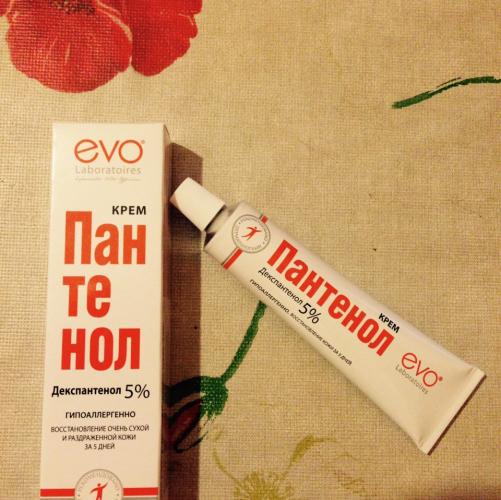 evo®
Laboratoires
КРЕМ
Пан
те
нол
Декспантенол 5%
ГИПОАЛЛЕРГЕННО
ВОССТАНОВЛЕНИЕ ОЧЕНЬ СУХОЙ
И РАЗДРАЖЕННОЙ КОЖИ
ЗА 5 ДНЕЙ
КРЕМ
Пантенол
Декспантенол 5%
ГИПОАЛЛЕРГЕННО, ВОССТАНОВЛЕНИЕ КОЖИ ЗА 5 ДНЕЙ
evo®
Laboratoires